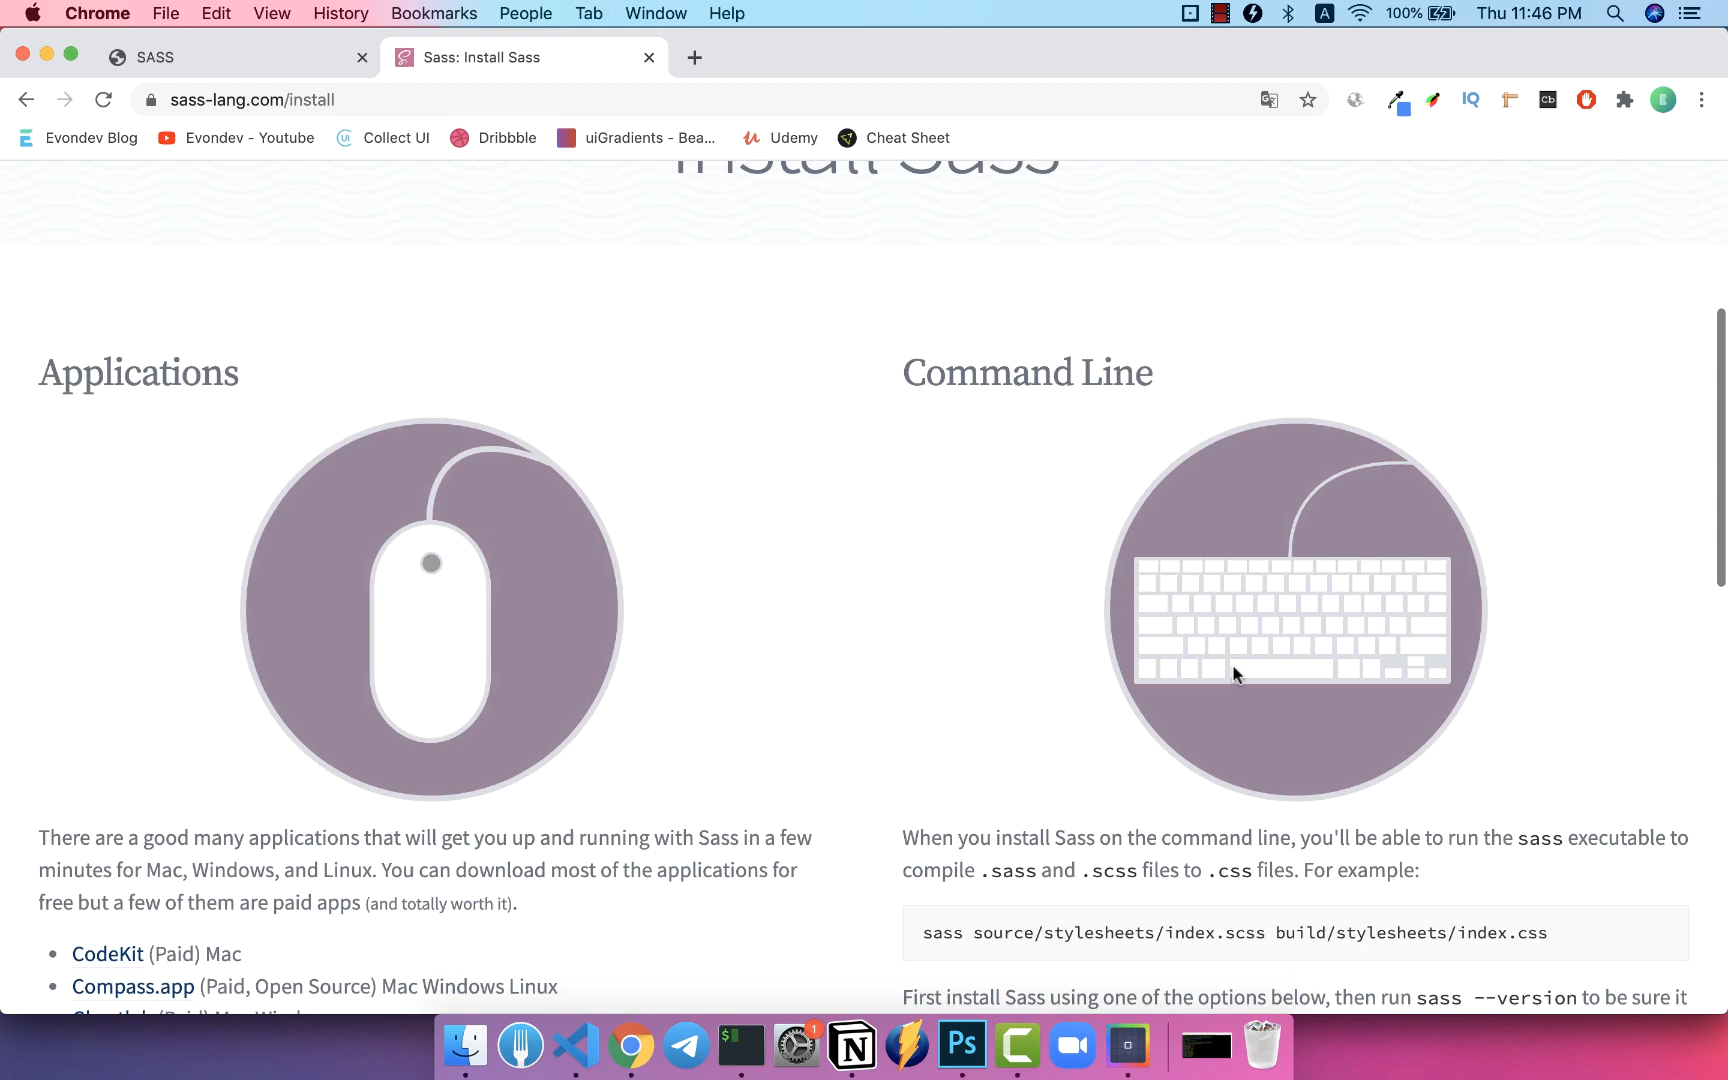 Chrome File Edit View History Bookmarks People Tab Window Help A 100% Thu 11:46 PM
SASS
Sass: Install Sass
sass-lang.com/install
IQ Cb E
Evondev Blog Evondev - Youtube UI Collect UI Dribbble uiGradients - Bea... Udemy Cheat Sheet
Install Sass
Applications
There are a good many applications that will get you up and running with Sass in a few
minutes for Mac, Windows, and Linux. You can download most of the applications for
free but a few of them are paid apps (and totally worth it).
CodeKit (Paid) Mac
Compass.app (Paid, Open Source) Mac Windows Linux
Command Line
When you install Sass on the command line, you'll be able to run the sass executable to
compile .sass and .scss files to .css files. For example:
sass source/stylesheets/index.scss build/stylesheets/index.css
First install Sass using one of the options below, then run sass --version to be sure it
$ 1 N Ps C